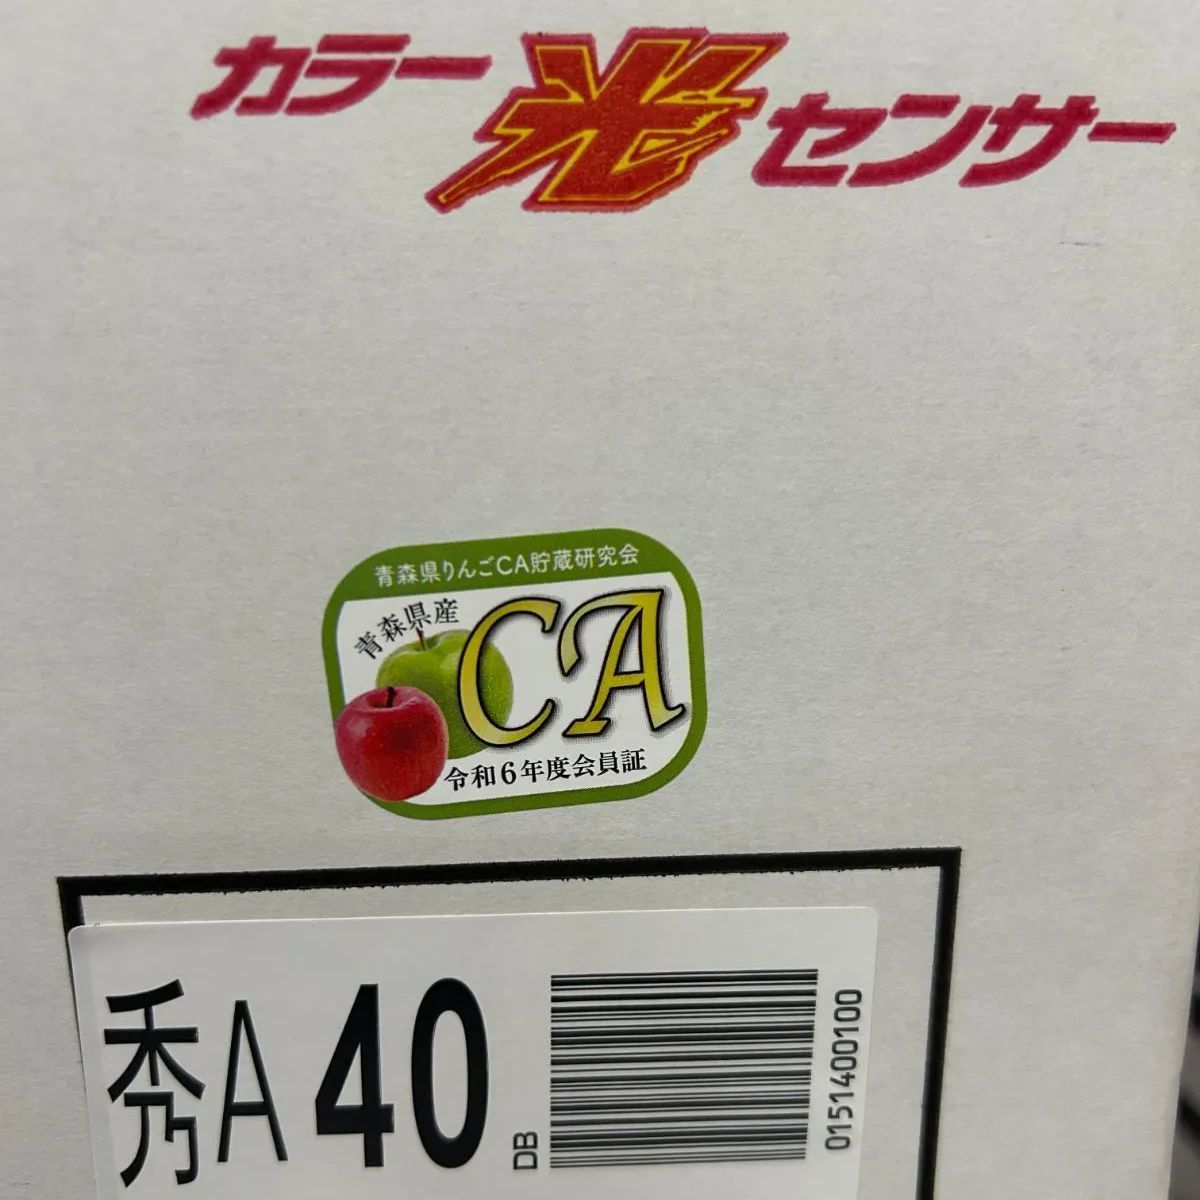 カラー光センサー
青森県りんごCA貯蔵研究会
青森県産
CA
令和6年度会員証
秀A40
DB
0151400100